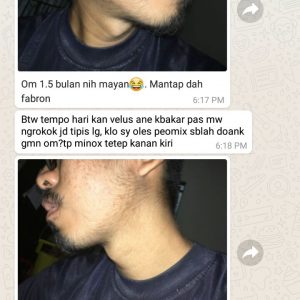 Om 1.5 bulan nih mayan😂. Mantap dah
fabron
6:17 PM
Btw tempo hari kan velus ane kbakar pas mw
ngrokok jd tipis lg, klo sy oles peomix sblah doank
gmn om?tp minox tetep kanan kiri
6:18 PM